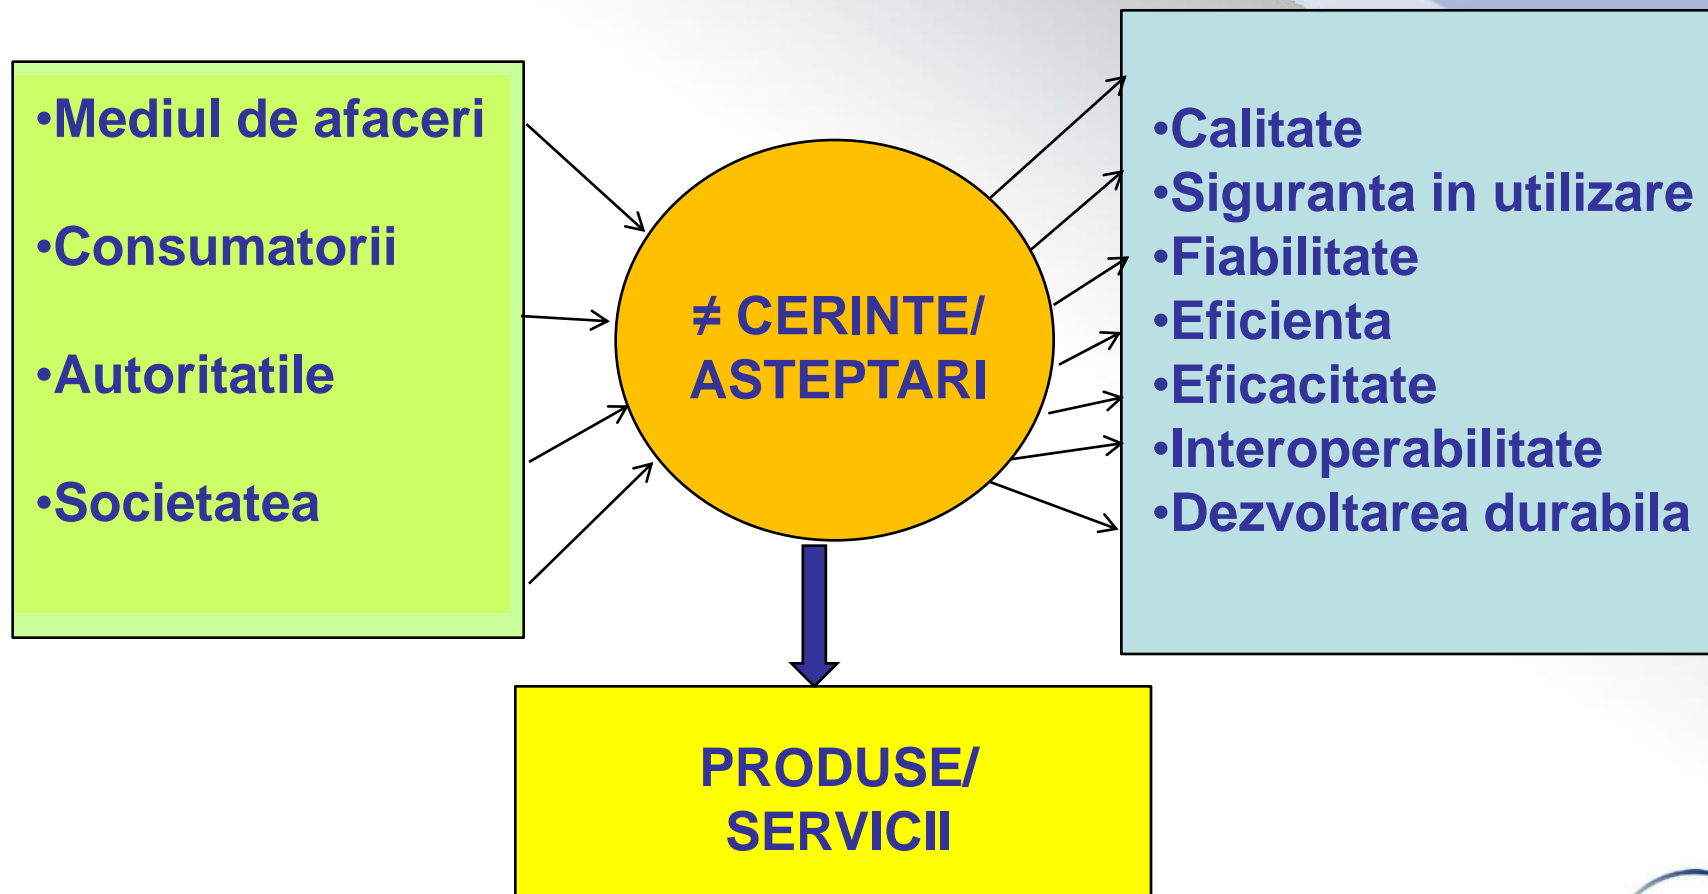 •Mediul de afaceri
•Consumatorii
•Autoritatile
•Societatea
≠ CERINTE/
ASTEPTARI
•Calitate
•Siguranta in utilizare
•Fiabilitate
•Eficienta
•Eficacitate
•Interoperabilitate
•Dezvoltarea durabila
PRODUSE/
SERVICII